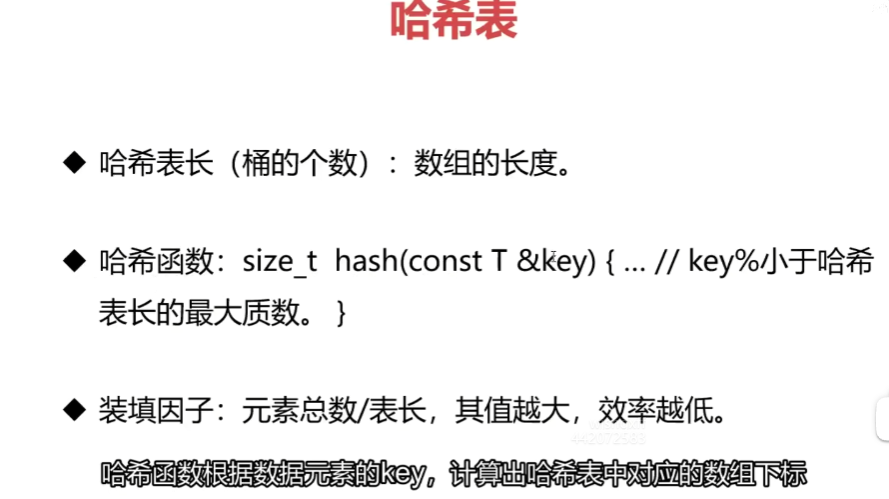 哈希表
◆ 哈希表长（桶的个数）：数组的长度。
◆ 哈希函数：size_t hash(const T &key) { ... // key%小于哈希
表长的最大质数。 }
◆ 装填因子：元素总数/表长，其值越大，效率越低。
哈希函数根据数据元素的key，计算出哈希表中对应的数组下标